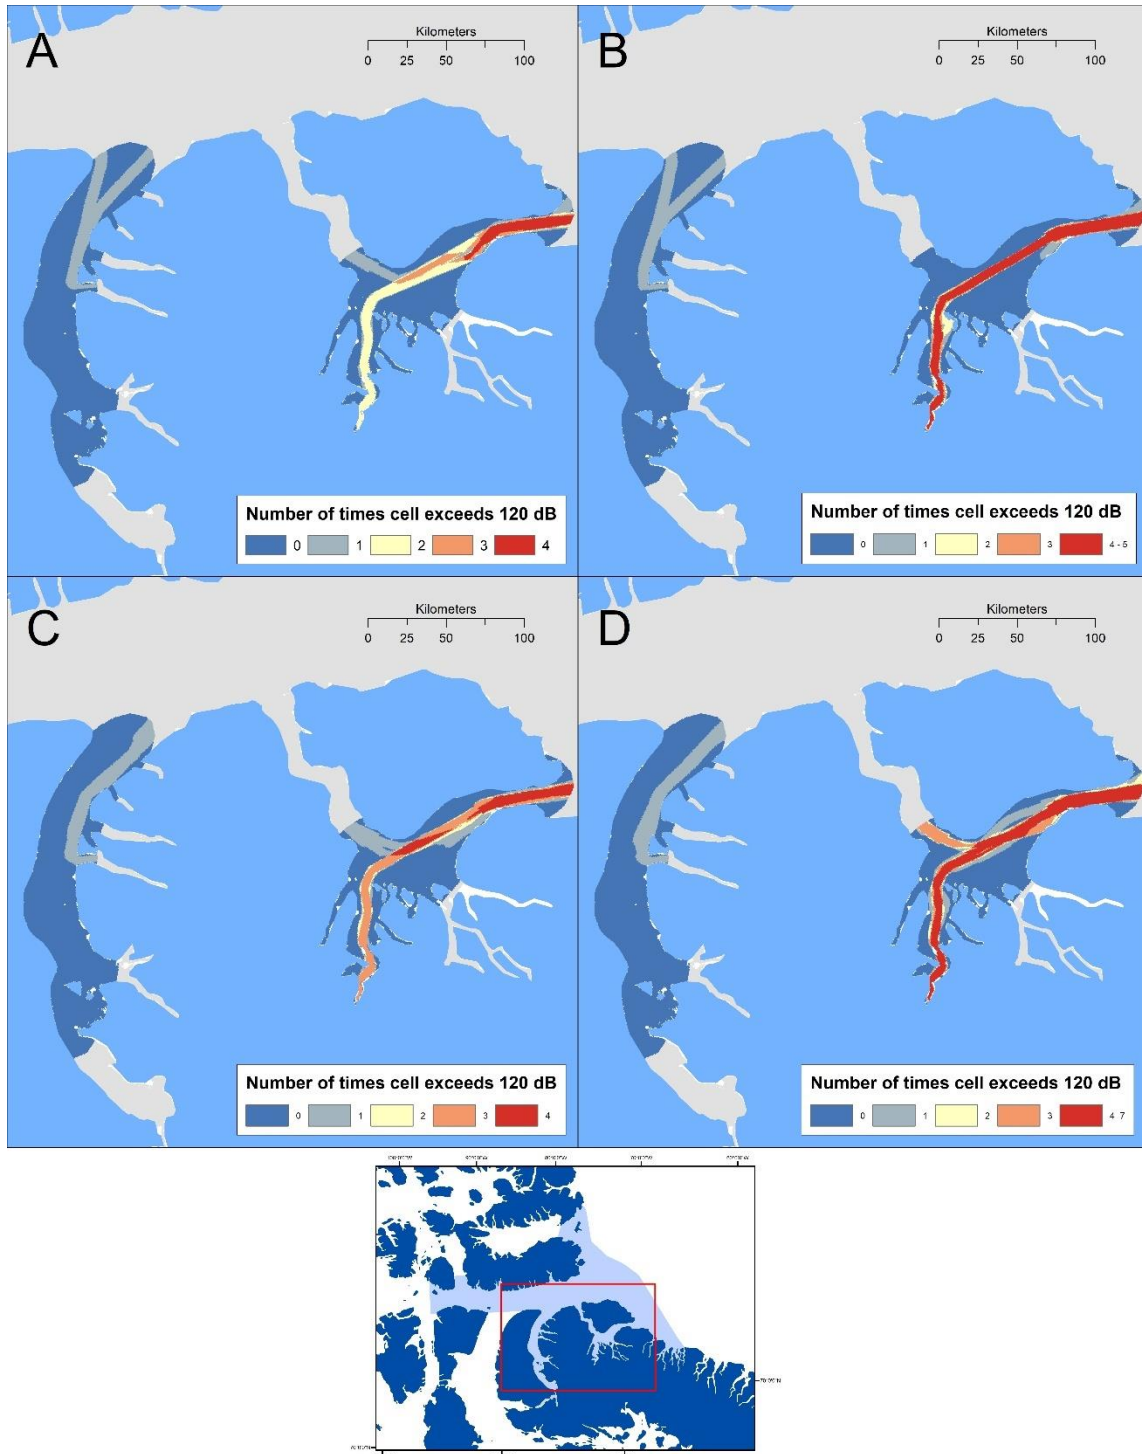 A
Kilometers
0 25 50 100
Number of times cell exceeds 120 dB
0 1 2 3 4
B
Kilometers
0 25 50 100
Number of times cell exceeds 120 dB
0 1 2 3 4 - 5
C
Kilometers
0 25 50 100
Number of times cell exceeds 120 dB
0 1 2 3 4
D
Kilometers
0 25 50 100
Number of times cell exceeds 120 dB
0 1 2 3 4 7